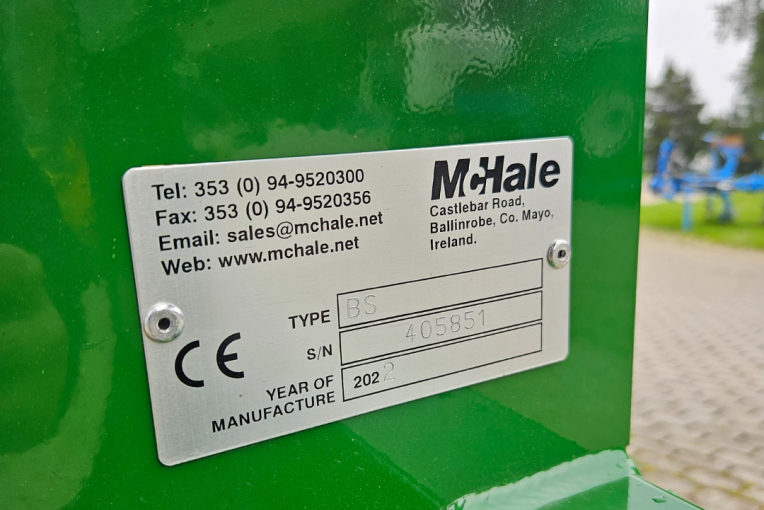 Tel: 353 (0) 94-9520300
Fax: 353 (0) 94-9520356
Email: sales@mchale.net
Web: www.mchale.net
McHale
Castlebar Road,
Ballinrobe, Co. Mayo,
Ireland.
TYPE BS
S/N 405851
CE
YEAR OF
MANUFACTURE 2022